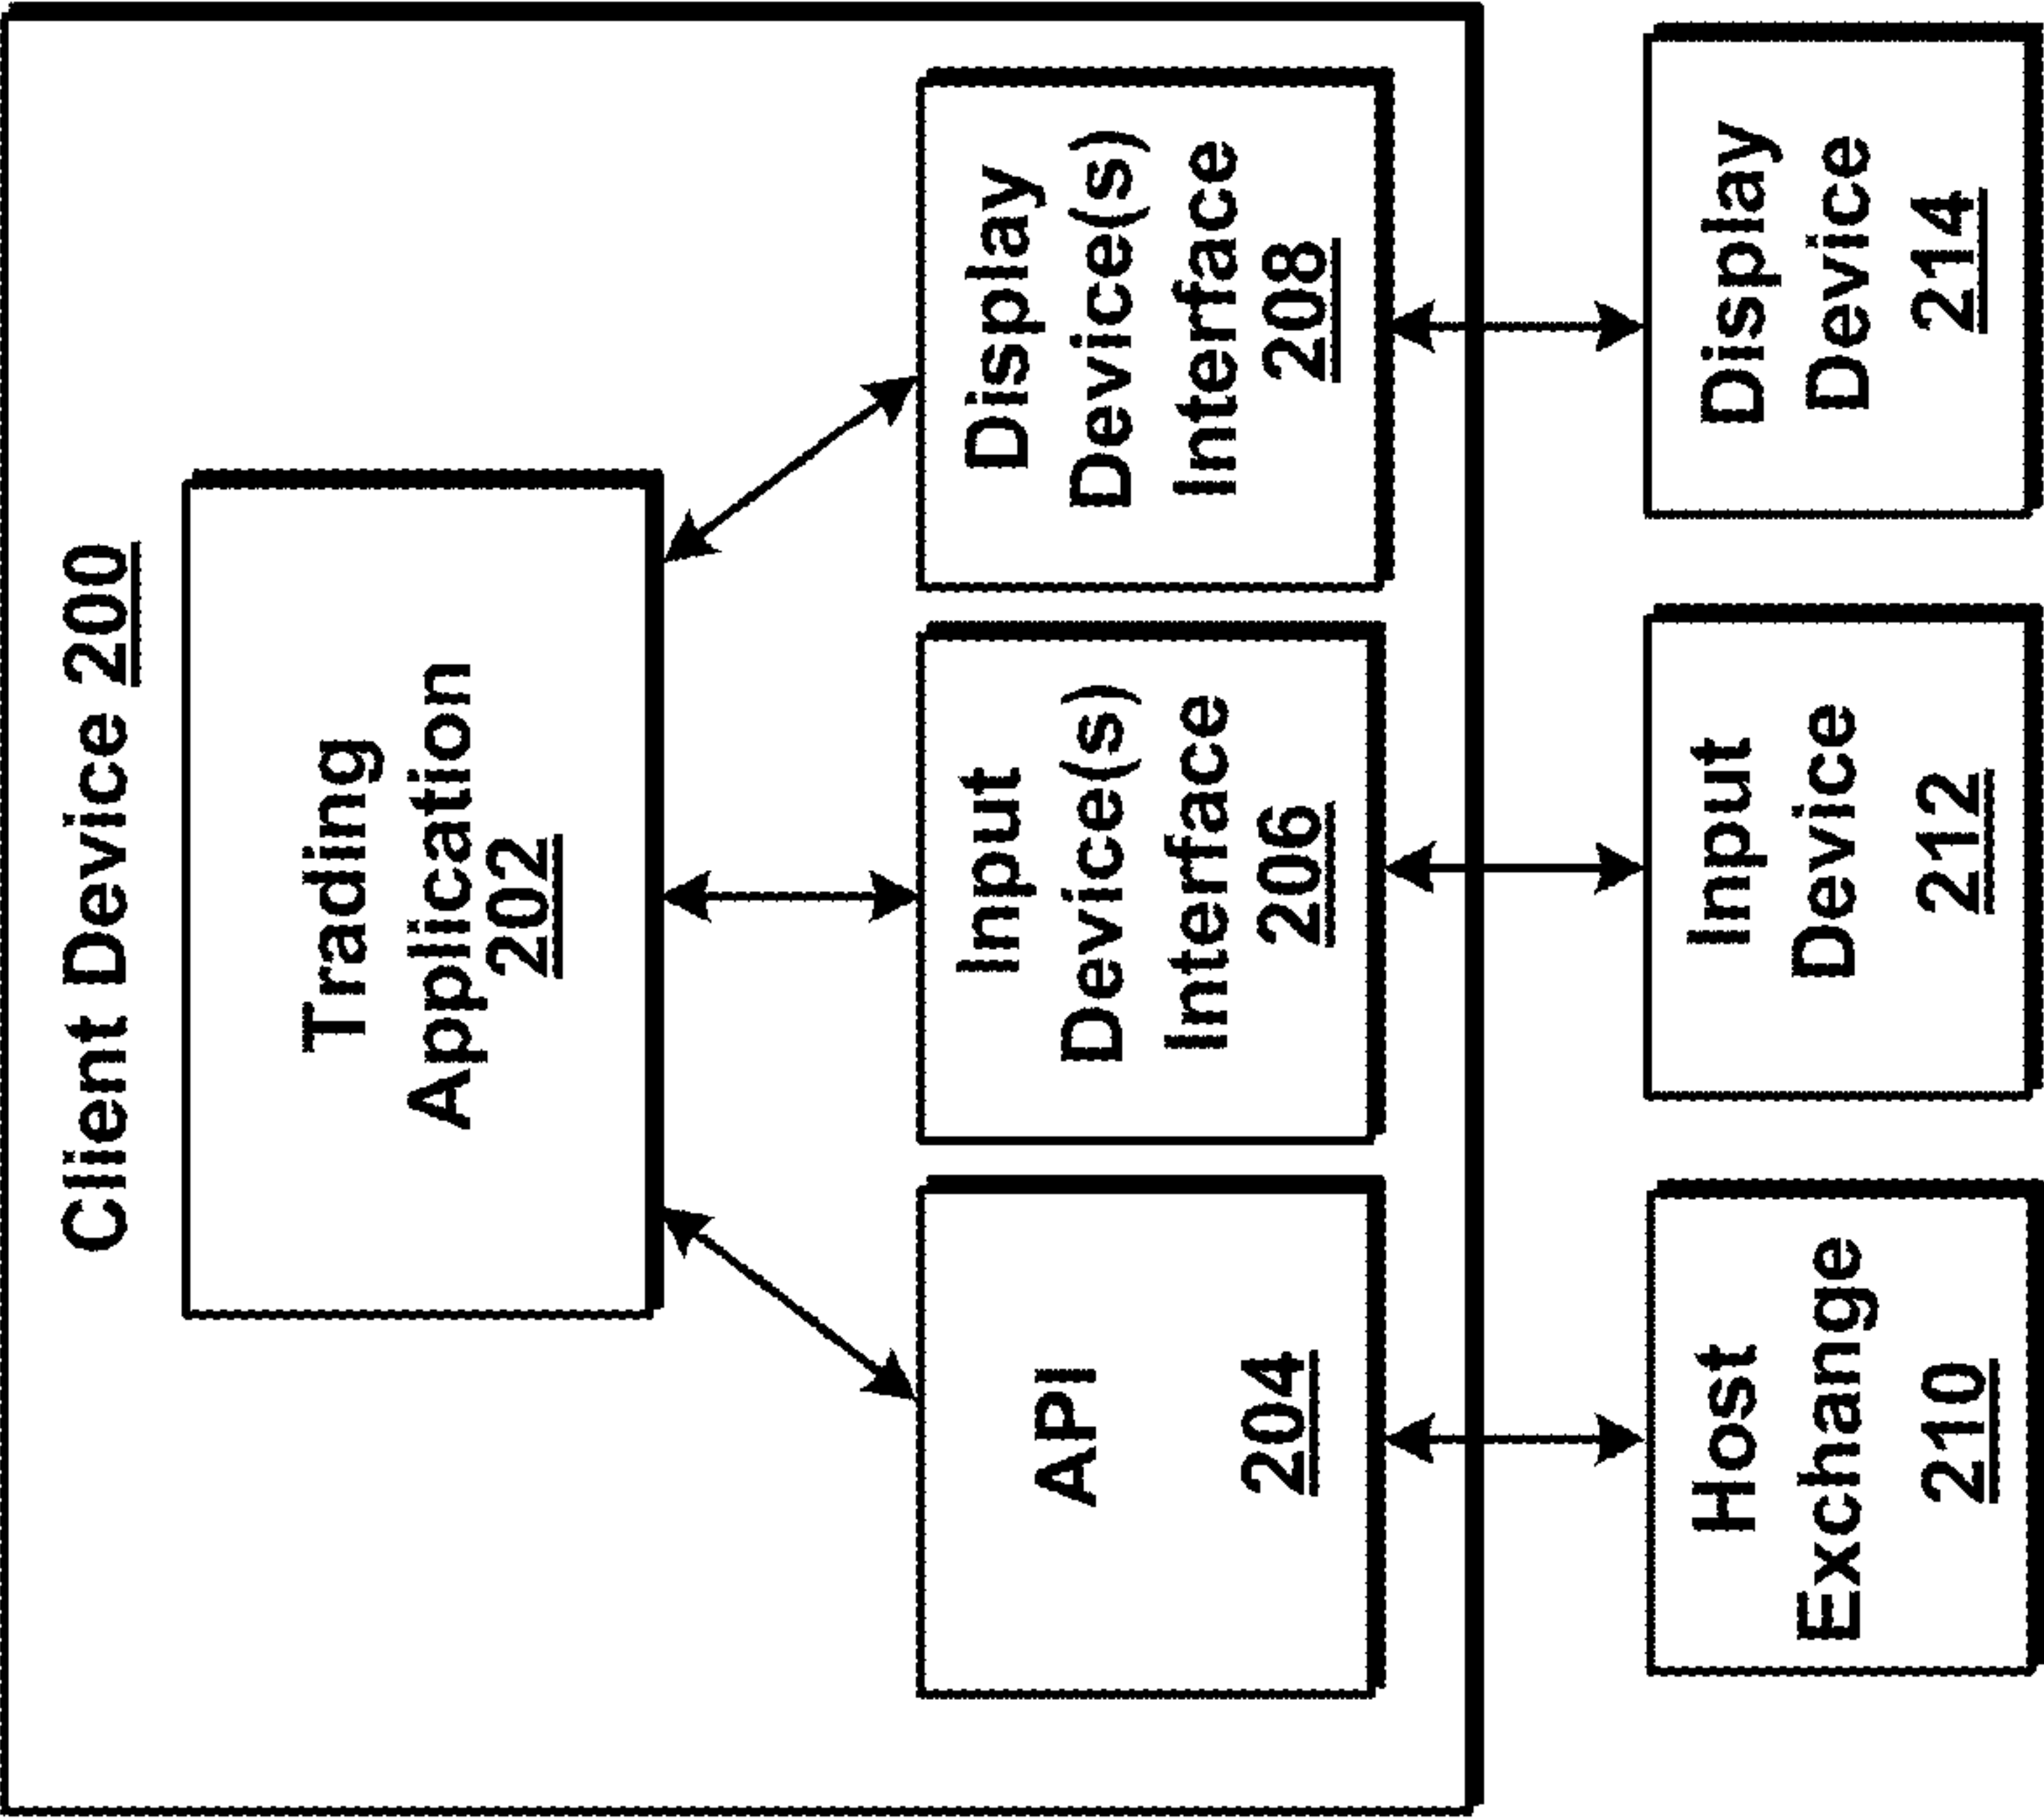 Client Device 200
Trading
Application
202
API
204
Input
Device(s)
Interface
206
Display
Device(s)
Interface
208
Host
Exchange
210
Input
Device
212
Display
Device
214